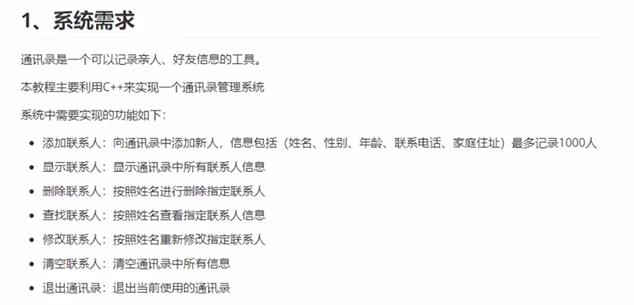 1、系统需求
通讯录是一个可以记录亲人、好友信息的工具。
本教程主要利用C++来实现一个通讯录管理系统
系统中需要实现的功能如下：
• 添加联系人：向通讯录中添加新人，信息包括（姓名、性别、年龄、联系电话、家庭住址）最多记录1000人
• 显示联系人：显示通讯录中所有联系人信息
• 删除联系人：按照姓名进行删除指定联系人
• 查找联系人：按照姓名查看指定联系人信息
• 修改联系人：按照姓名重新修改指定联系人
• 清空联系人：清空通讯录中所有信息
• 退出通讯录：退出当前使用的通讯录